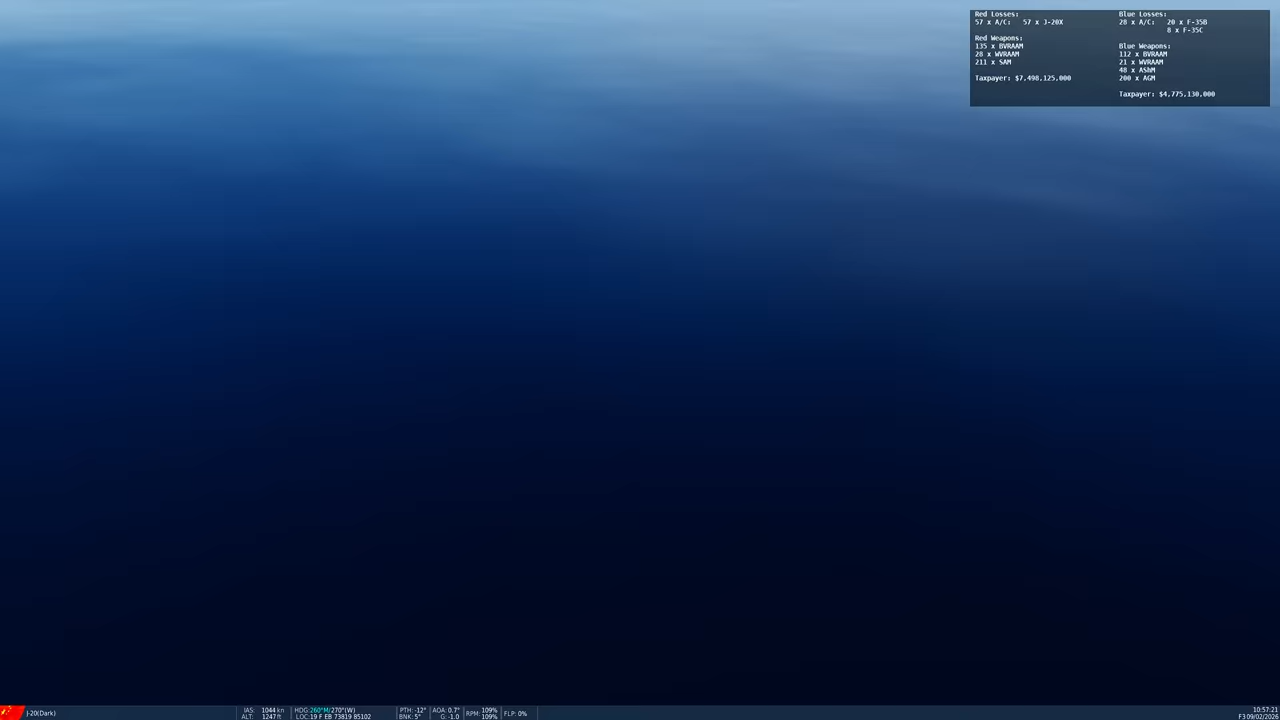 Red Losses:
57 x A/C: 57 x J-20X
Red Weapons:
135 x BVRAAM
28 x WVRAAM
211 x SAM
Taxpayer: $7,498,125,000
Blue Losses:
28 x A/C: 20 x F-35B
8 x F-35C
Blue Weapons:
112 x BVRAAM
21 x WVRAAM
48 x AShM
200 x AGM
Taxpayer: $4,775,130,000
J-20(Dark)
IAS: 1044 kn
ALT: 1247 ft
HDG: 260°M/270°(W)
LOC: 19 F EB 73819 85102
PTH: -12°
BNK: 5°
AOA: 0.7°
G: -1.0
RPM: 109%
109%
FLP: 0%
10:57:21
F3 09/02/2026